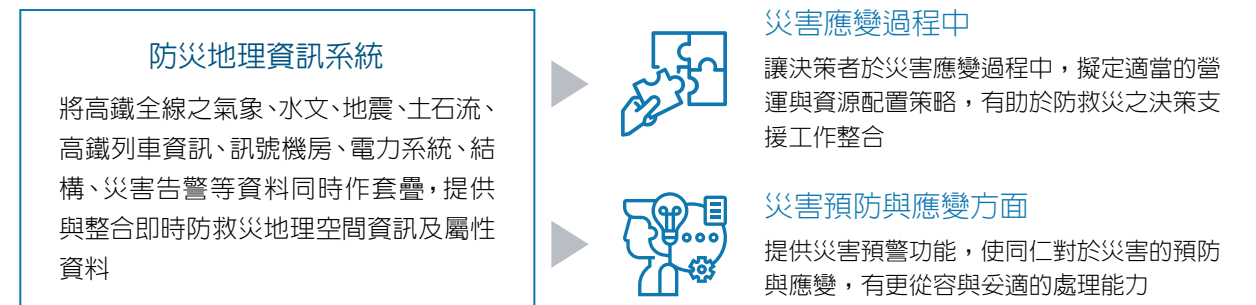 防災地理資訊系統
將高鐵全線之氣象、水文、地震、土石流、
高鐵列車資訊、訊號機房、電力系統、結
構、災害告警等資料同時作套疊，提供
與整合即時防救災地理空間資訊及屬性
資料
災害應變過程中
讓決策者於災害應變過程中，擬定適當的營
運與資源配置策略，有助於防救災之決策支
援工作整合
災害預防與應變方面
提供災害預警功能，使同仁對於災害的預防
與應變，有更從容與妥適的處理能力